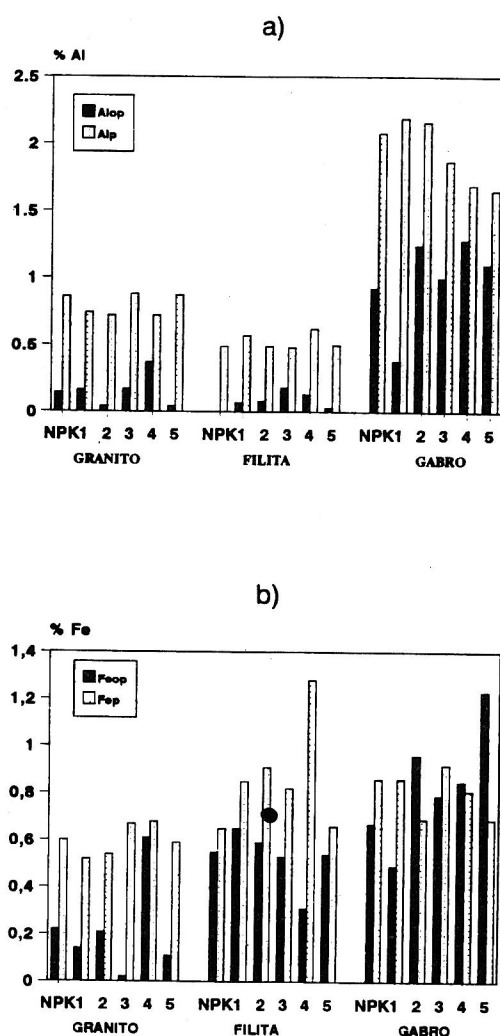 a)
% Al
2.5
Alop
Alp
2
1.5
1
0.5
0
NPK1 2 3 4 5 NPK1 2 3 4 5 NPK1 2 3 4 5
GRANITO FILITA GABRO
b)
% Fe
1,4
Feop
Fep
1,2
1
0,8
0,6
0,4
0,2
0
NPK1 2 3 4 5 NPK1 2 3 4 5 NPK1 2 3 4 5
GRANITO FILITA GABRO